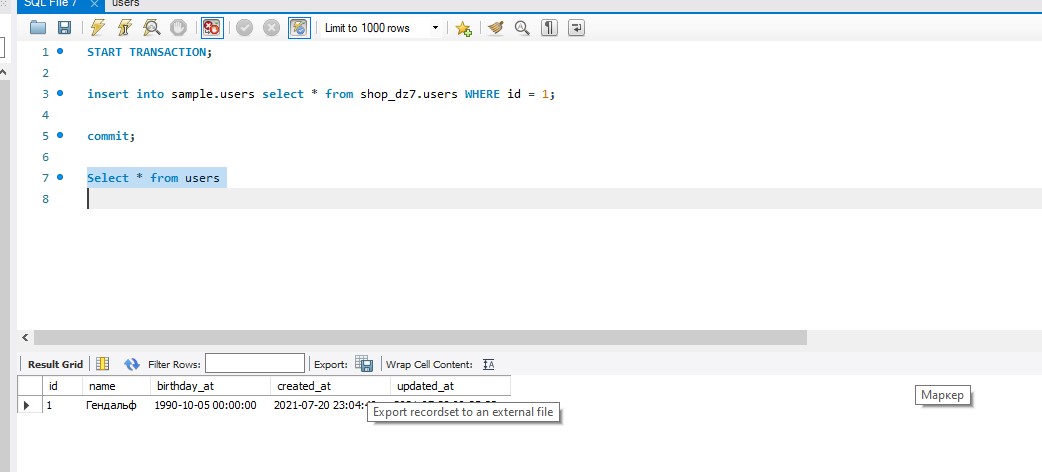 SQL File 7 × users
Limit to 1000 rows
1 START TRANSACTION;
2
3 insert into sample.users select * from shop_dz7.users WHERE id = 1;
4
5 commit;
6
7 Select * from users
8
Result Grid Filter Rows: Export: Wrap Cell Content:
id name birthday_at created_at updated_at
1 Гендальф 1990-10-05 00:00:00 2021-07-20 23:04:
Export recordset to an external file
Маркер